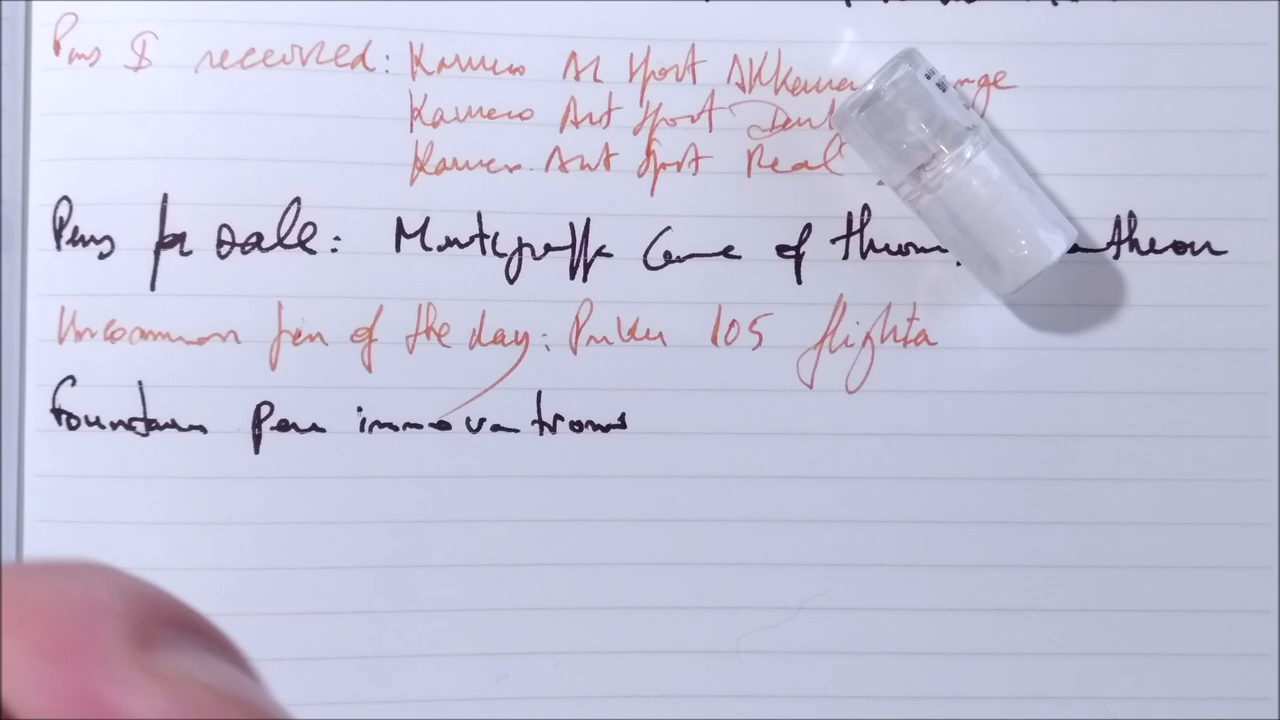 Pens I received: Kaweco AL Sport
Kaweco Art Sport
Kaweco Art Sport Real
Pens for sale: Montegrappa Game of
Uncommon pen of the day: Parker 105 flighter
Fountain pen innovations